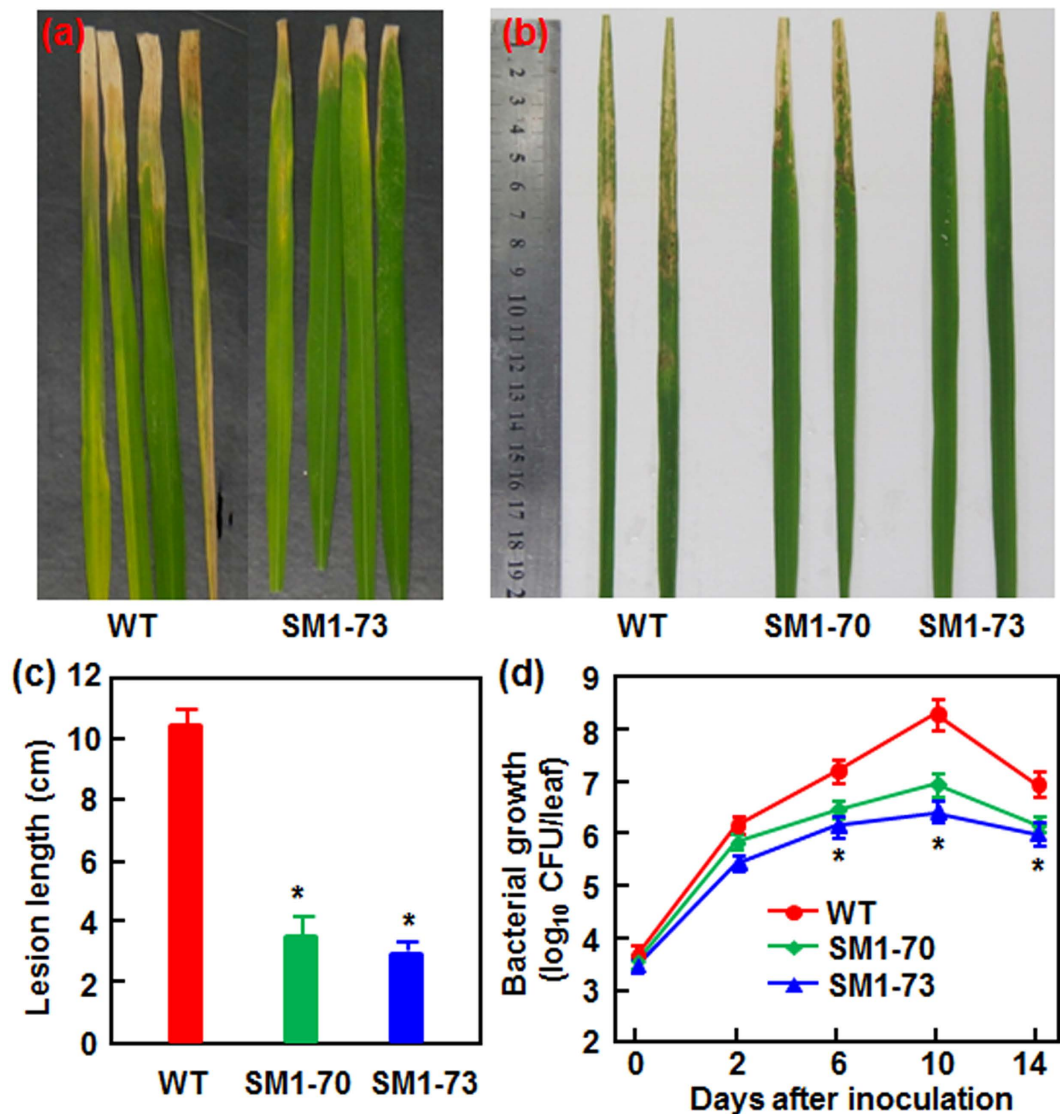 (a)
(b)
2
3
4
5
6
7
8
9
10
11
12
13
14
15
16
17
18
19
2
WT
SM1-73
WT
SM1-70
SM1-73
(c)
12
10
8
6
4
2
0
Lesion length (cm)
*
*
WT
SM1-70
SM1-73
(d)
9
8
7
6
5
4
3
2
Bacterial growth
(log₁₀ CFU/leaf)
*
*
*
WT
SM1-70
SM1-73
0
2
6
10
14
Days after inoculation